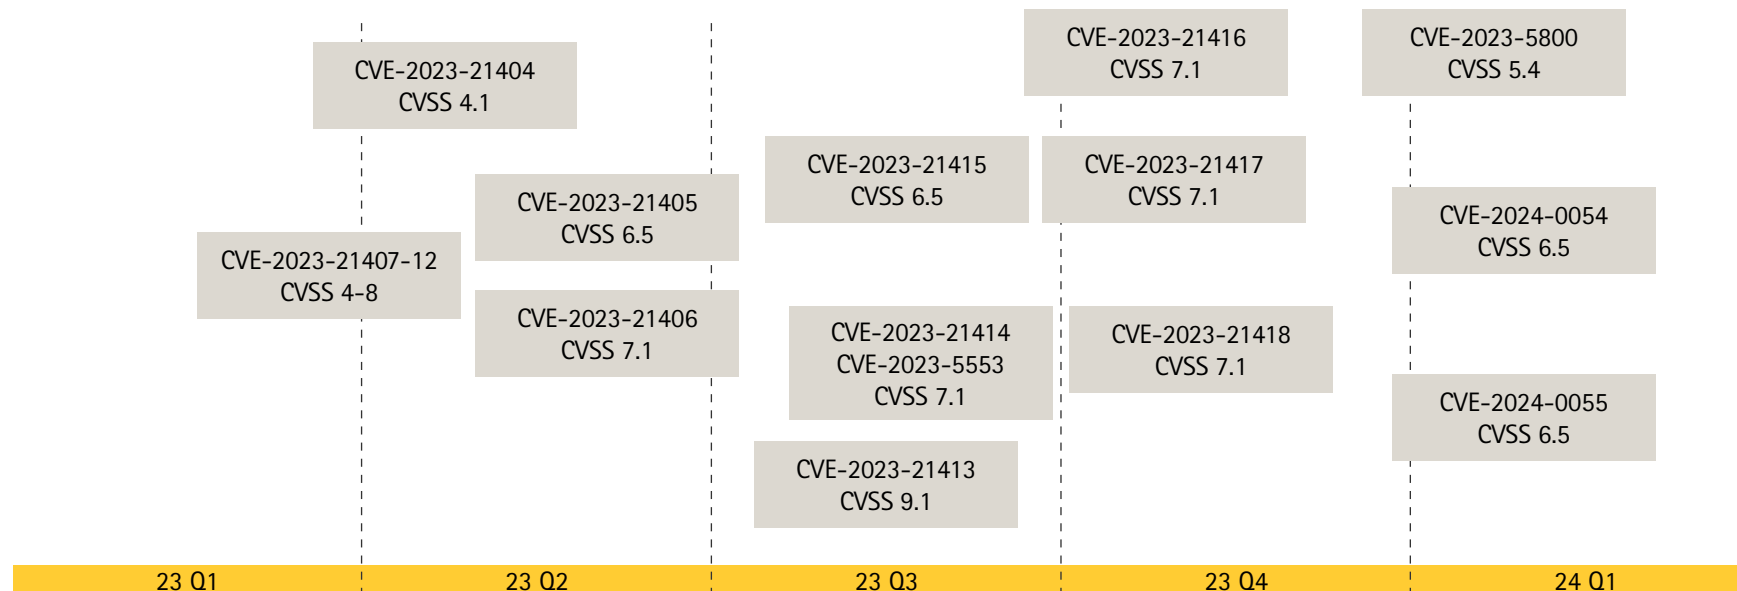 CVE-2023-21404
CVSS 4.1
CVE-2023-21407-12
CVSS 4-8
CVE-2023-21405
CVSS 6.5
CVE-2023-21406
CVSS 7.1
CVE-2023-21415
CVSS 6.5
CVE-2023-21414
CVE-2023-5553
CVSS 7.1
CVE-2023-21413
CVSS 9.1
CVE-2023-21416
CVSS 7.1
CVE-2023-21417
CVSS 7.1
CVE-2023-21418
CVSS 7.1
CVE-2023-5800
CVSS 5.4
CVE-2024-0054
CVSS 6.5
CVE-2024-0055
CVSS 6.5
23 Q1
23 Q2
23 Q3
23 Q4
24 Q1